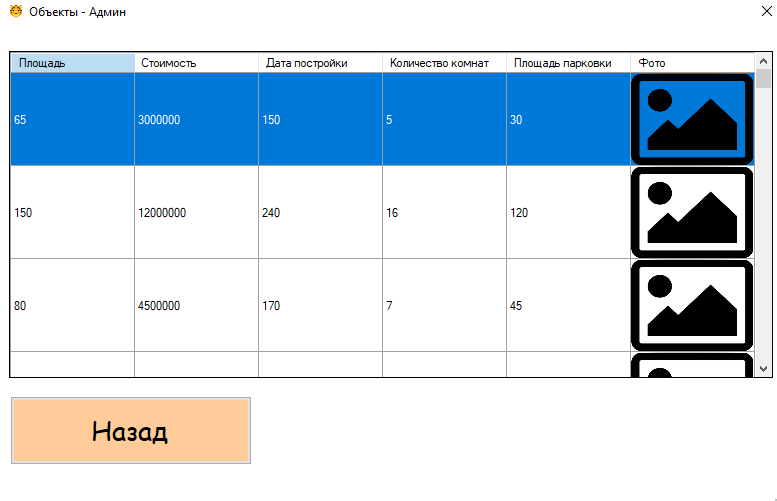 Объекты - Админ
Площадь Стоимость Дата постройки Количество комнат Площадь парковки Фото
65 3000000 150 5 30
150 12000000 240 16 120
80 4500000 170 7 45
Назад